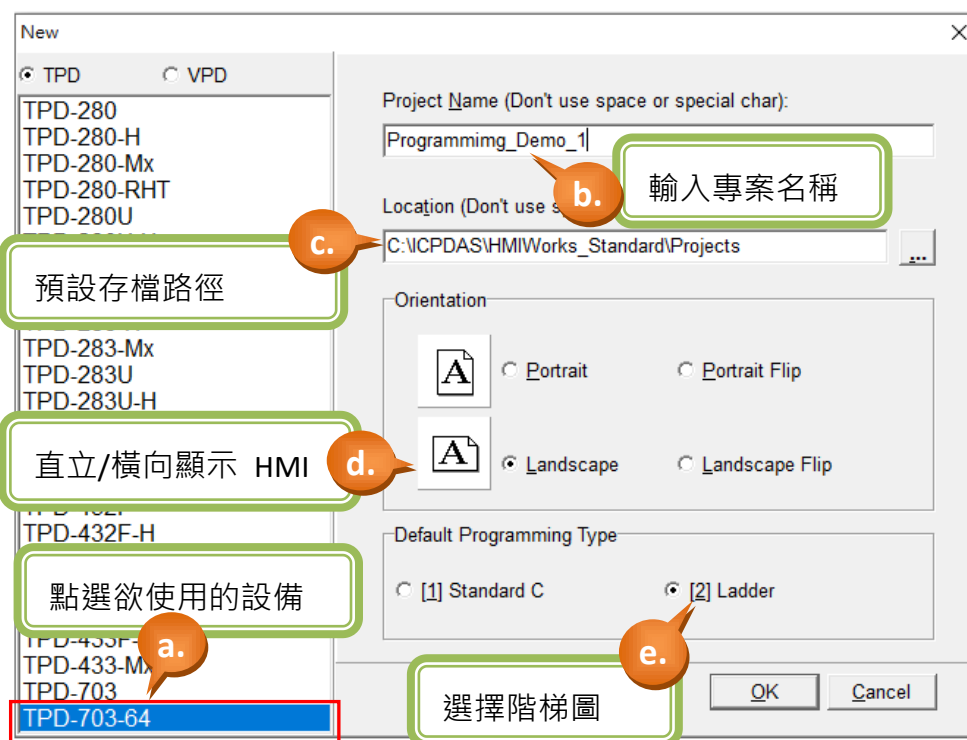 New
TPD
VPD
TPD-280
TPD-280-H
TPD-280-Mx
TPD-280-RHT
TPD-280U
預設存檔路徑
TPD-283-Mx
TPD-283U
TPD-283U-H
直立/橫向顯示 HMI
TPD-432F-H
點選欲使用的設備
a.
TPD-433-Mx
TPD-703
TPD-703-64
Project Name (Don't use space or special char):
Programmimg_Demo_1
b.
輸入專案名稱
Location (Don't use
c.
C:\ICPDAS\HMIWorks_Standard\Projects
...
Orientation
A
Portrait
Portrait Flip
d.
A
Landscape
Landscape Flip
Default Programming Type
[1] Standard C
[2] Ladder
e.
選擇階梯圖
OK
Cancel